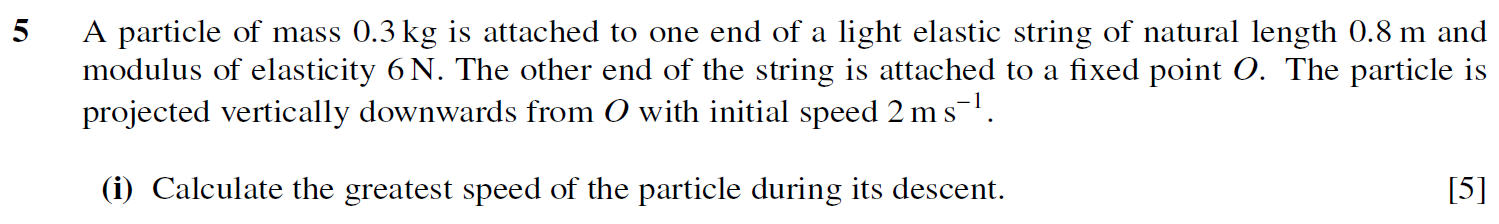 5 A particle of mass 0.3 kg is attached to one end of a light elastic string of natural length 0.8 m and
modulus of elasticity 6 N. The other end of the string is attached to a fixed point O. The particle is
projected vertically downwards from O with initial speed 2 m s⁻¹.
(i) Calculate the greatest speed of the particle during its descent. [5]